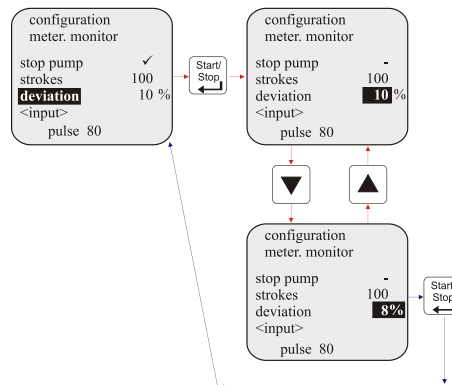 configuration
meter. monitor
stop pump ✓
strokes 100
deviation 10 %
<input>
pulse 80
Start/
Stop
configuration
meter. monitor
stop pump -
strokes 100
deviation 10 %
<input>
pulse 80
configuration
meter. monitor
stop pump -
strokes 100
deviation 8%
<input>
pulse 80
Start
Stop